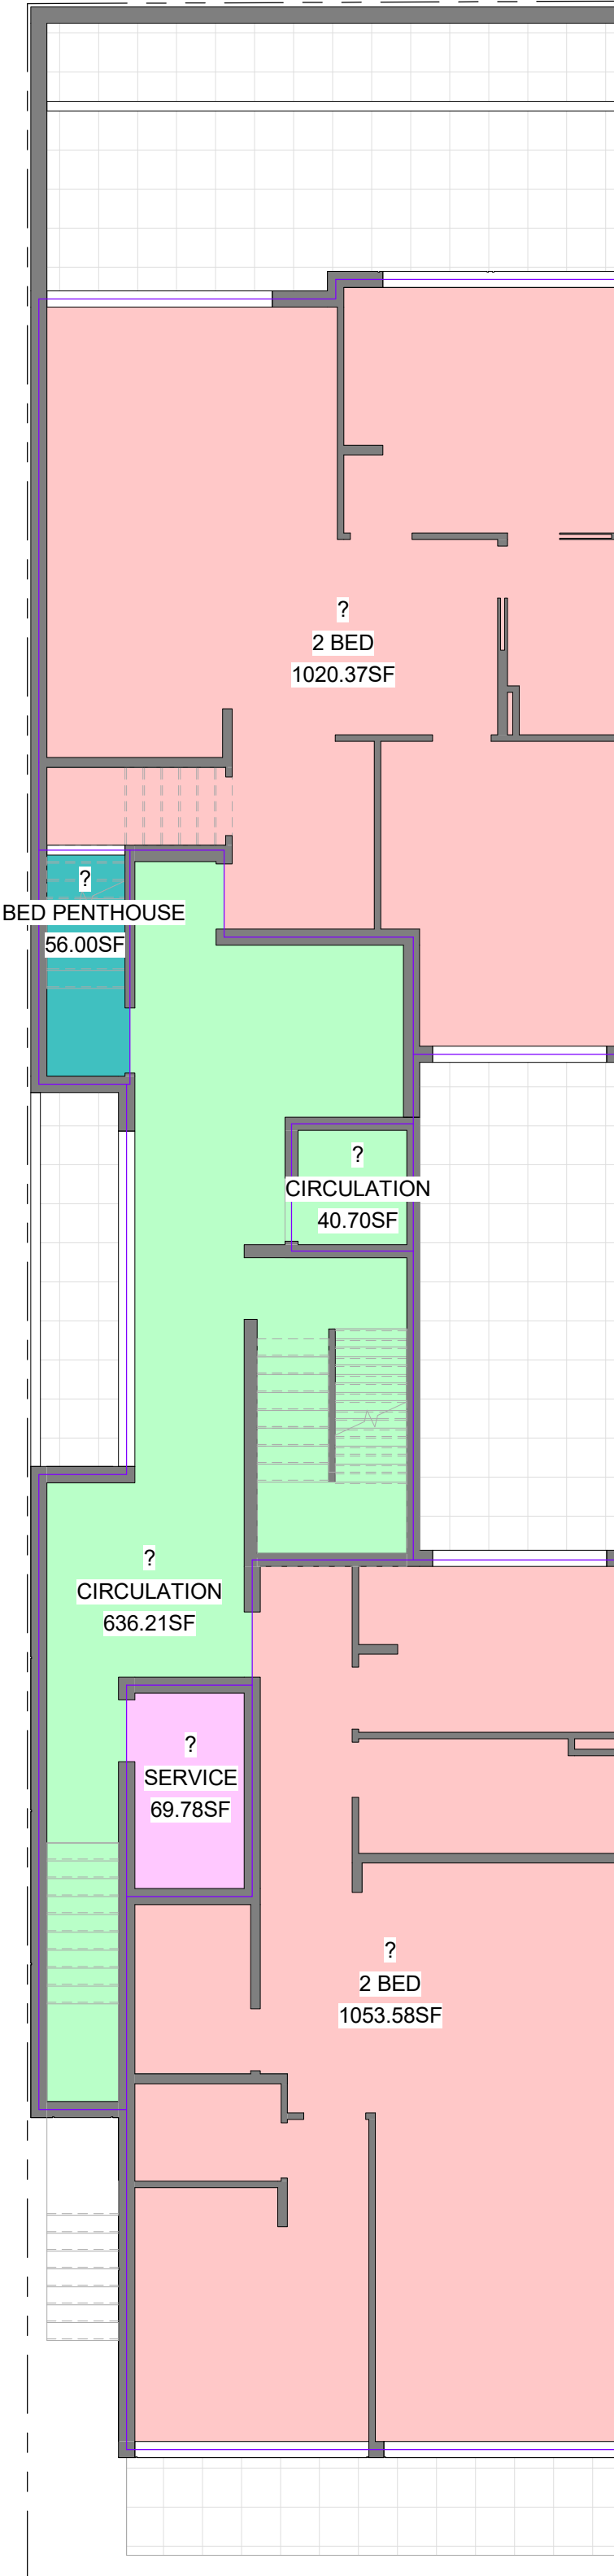 ?
2 BED
1020.37SF
?
BED PENTHOUSE
56.00SF
?
CIRCULATION
40.70SF
?
CIRCULATION
636.21SF
?
SERVICE
69.78SF
?
2 BED
1053.58SF